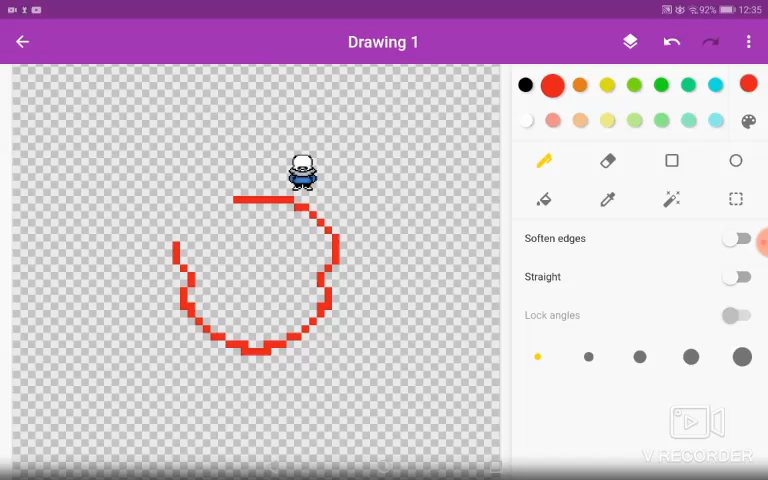 92% 12:35
Drawing 1
Soften edges
Straight
Lock angles
V.RECORDER